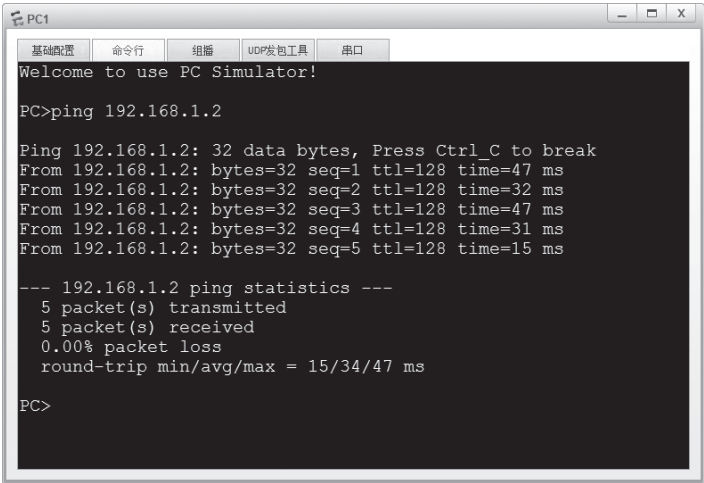 PC1
基础配置 命令行 组播 UDP发包工具 串口
Welcome to use PC Simulator!
PC>ping 192.168.1.2
Ping 192.168.1.2: 32 data bytes, Press Ctrl_C to break
From 192.168.1.2: bytes=32 seq=1 ttl=128 time=47 ms
From 192.168.1.2: bytes=32 seq=2 ttl=128 time=32 ms
From 192.168.1.2: bytes=32 seq=3 ttl=128 time=47 ms
From 192.168.1.2: bytes=32 seq=4 ttl=128 time=31 ms
From 192.168.1.2: bytes=32 seq=5 ttl=128 time=15 ms
--- 192.168.1.2 ping statistics ---
5 packet(s) transmitted
5 packet(s) received
0.00% packet loss
round-trip min/avg/max = 15/34/47 ms
PC>